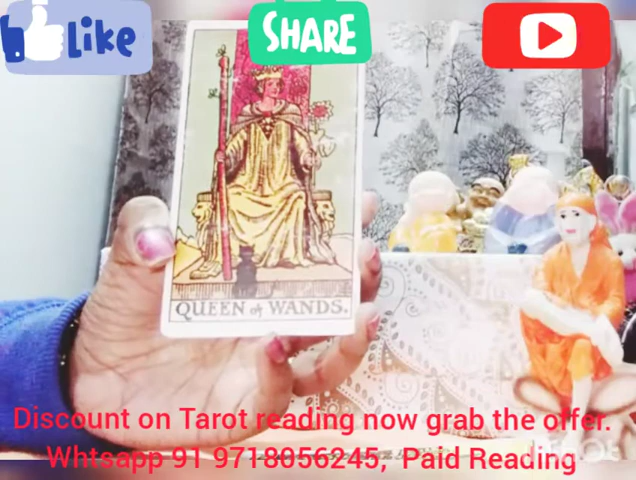 Like
SHARE
QUEEN of WANDS.
Discount on Tarot reading now grab the offer.
Whtsapp 91 9718056245, Paid Reading